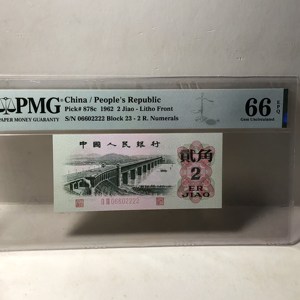 PMG
PAPER MONEY GUARANTY
China / People's Republic
Pick# 878c 1962 2 Jiao - Litho Front
S/N 08602222 Block 23 - 2 R. Numerals
66 EPQ
Gem Uncirculated
中国人民银行
贰角
2
ER
JIAO